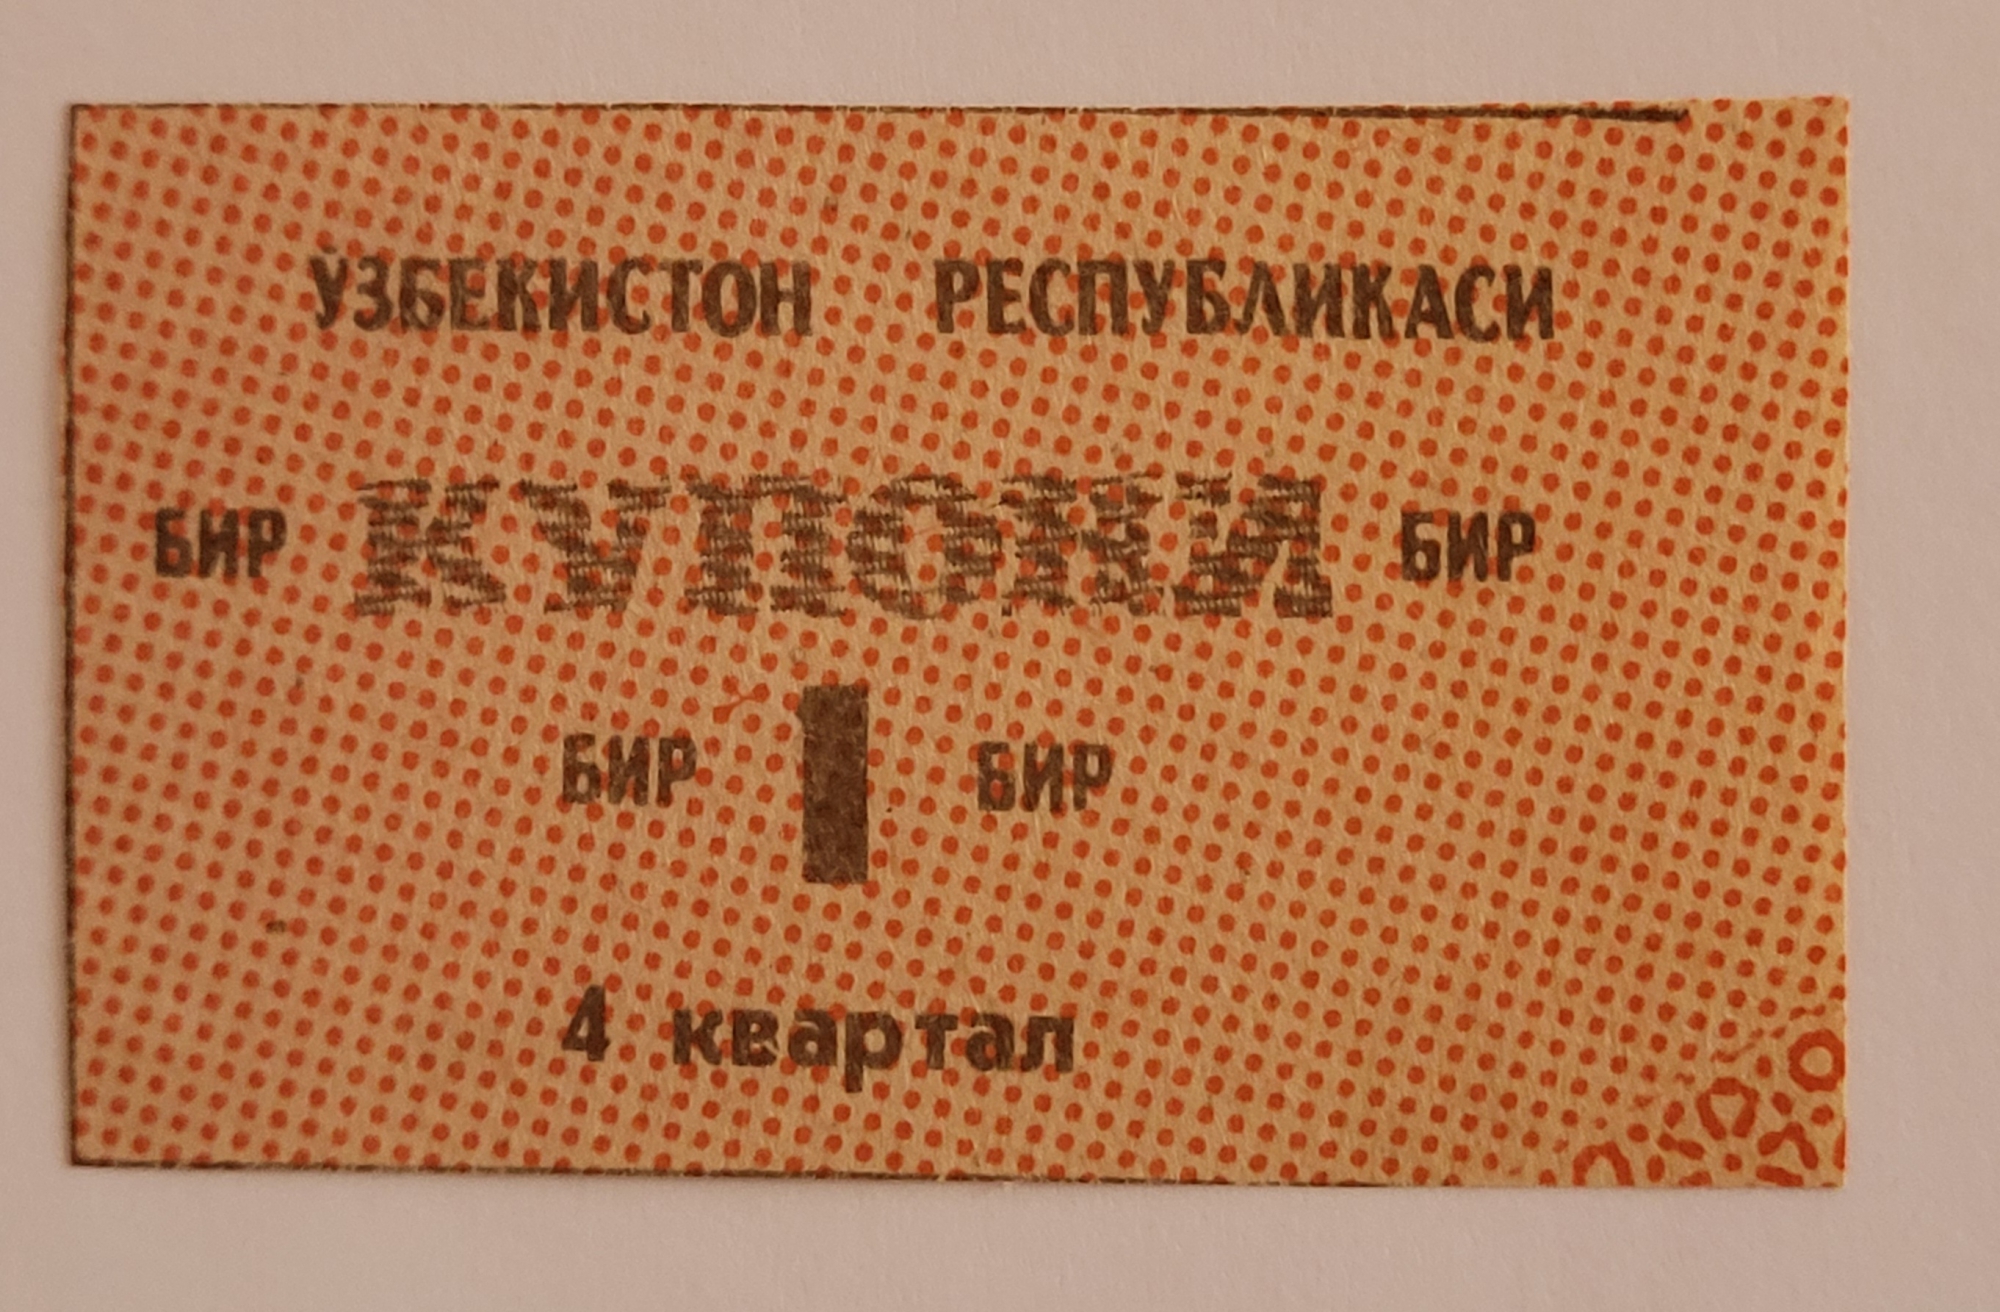 ЎЗБЕКИСТОН РЕСПУБЛИКАСИ
БИР КУПОНИ БИР
БИР 1 БИР
4 квартал